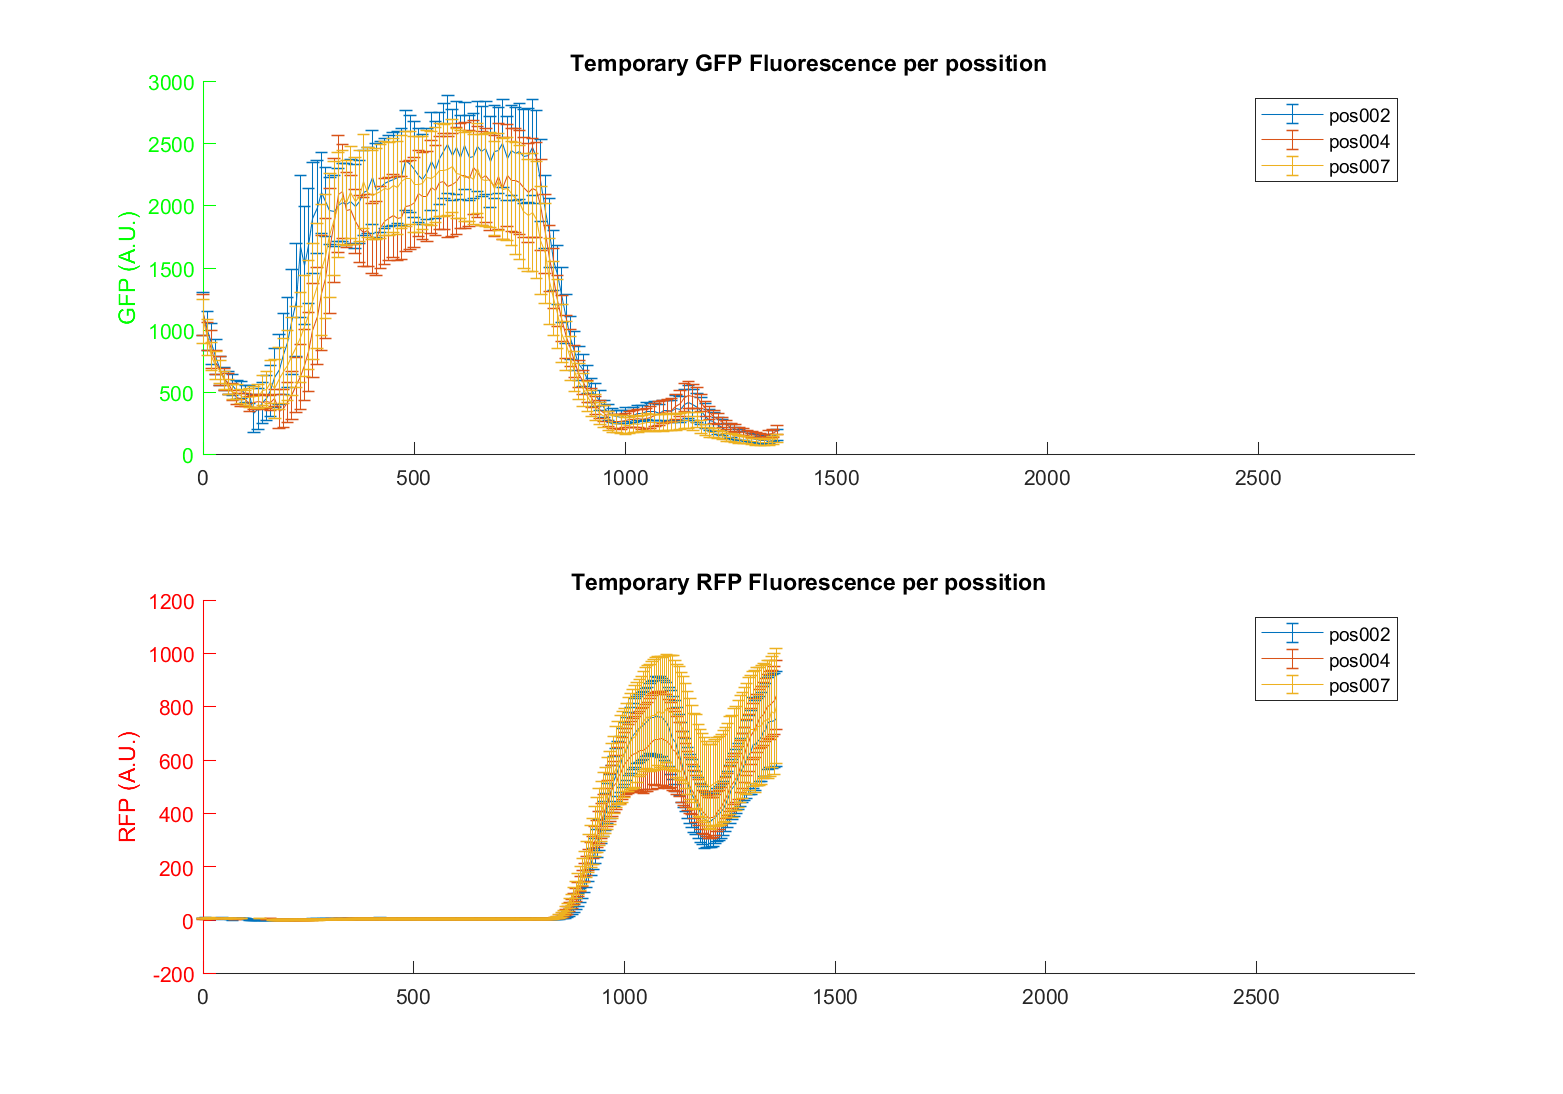 Temporary GFP Fluorescence per possition
3000
2500
2000
1500
1000
500
0
GFP (A.U.)
0 500 1000 1500 2000 2500
pos002
pos004
pos007
Temporary RFP Fluorescence per possition
1200
1000
800
600
400
200
0
-200
RFP (A.U.)
0 500 1000 1500 2000 2500
pos002
pos004
pos007